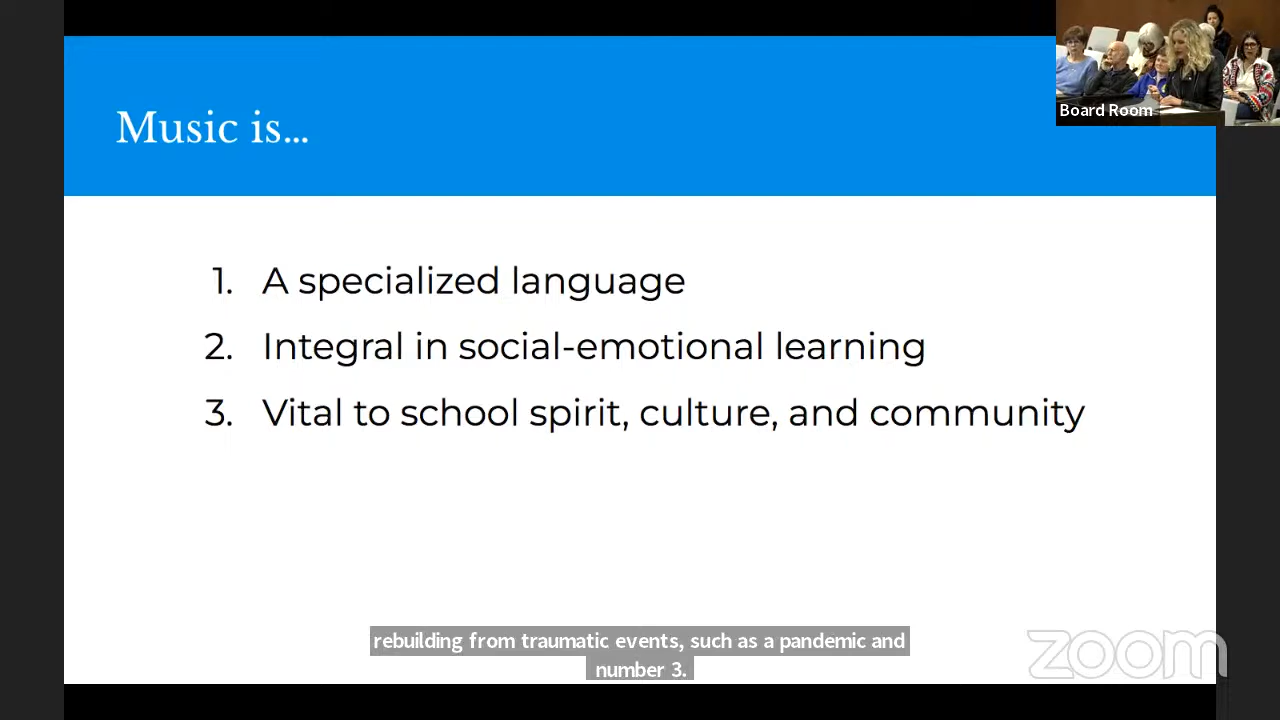 Music is...
Board Room
1. A specialized language
2. Integral in social-emotional learning
3. Vital to school spirit, culture, and community
rebuilding from traumatic events, such as a pandemic and
number 3.
zoom